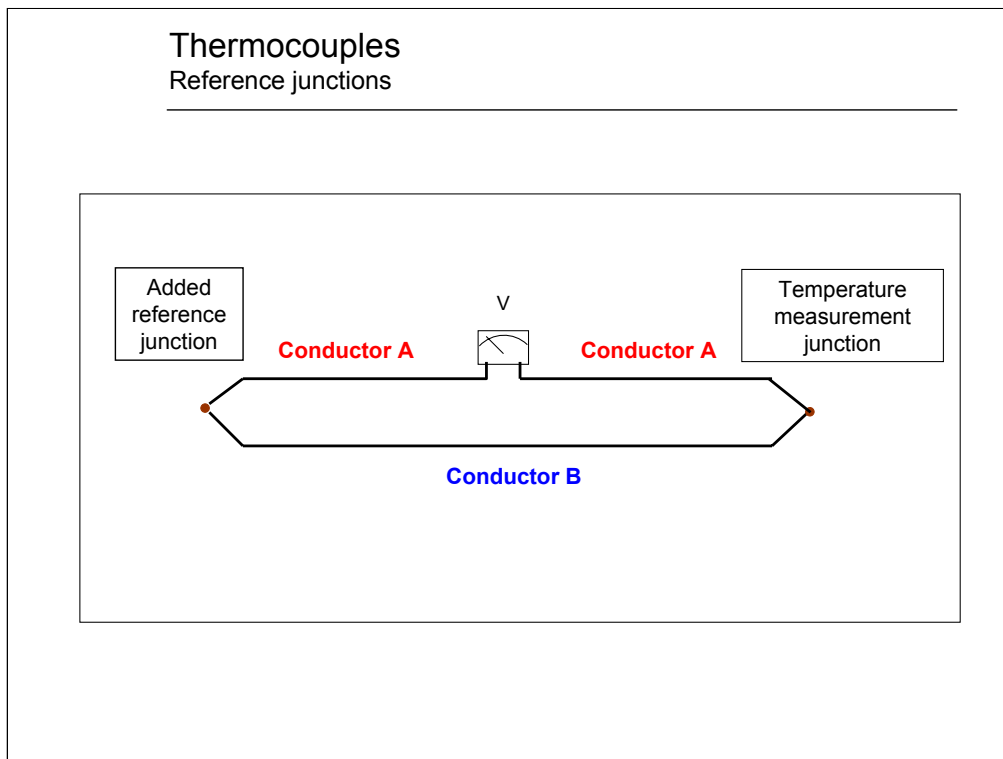 Thermocouples
Reference junctions
Added
reference
junction
V
Temperature
measurement
junction
Conductor A
Conductor A
Conductor B